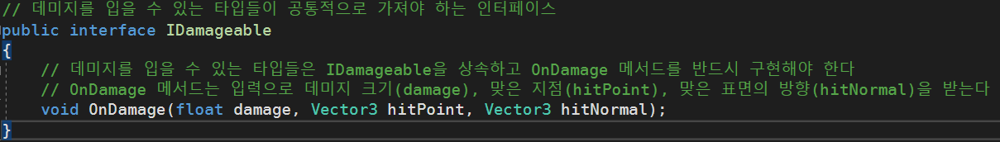 // 데미지를 입을 수 있는 타입들이 공통적으로 가져야 하는 인터페이스
public interface IDamageable
{
// 데미지를 입을 수 있는 타입들은 IDamageable을 상속하고 OnDamage 메서드를 반드시 구현해야 한다
// OnDamage 메서드는 입력으로 데미지 크기(damage), 맞은 지점(hitPoint), 맞은 표면의 방향(hitNormal)을 받는다
void OnDamage(float damage, Vector3 hitPoint, Vector3 hitNormal);
}